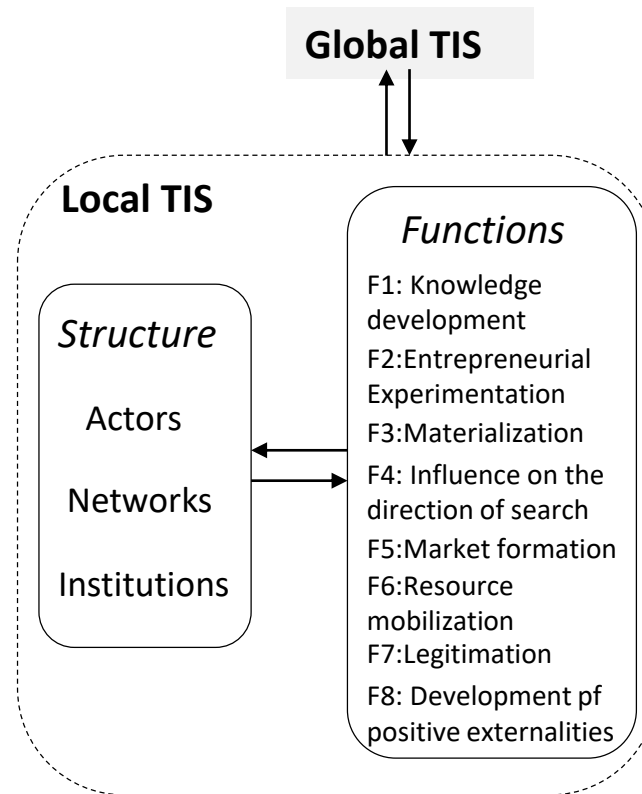 Global TIS
Local TIS
Structure
Actors
Networks
Institutions
Functions
F1: Knowledge
development
F2:Entrepreneurial
Experimentation
F3:Materialization
F4: Influence on the
direction of search
F5:Market formation
F6:Resource
mobilization
F7:Legitimation
F8: Development pf
positive externalities